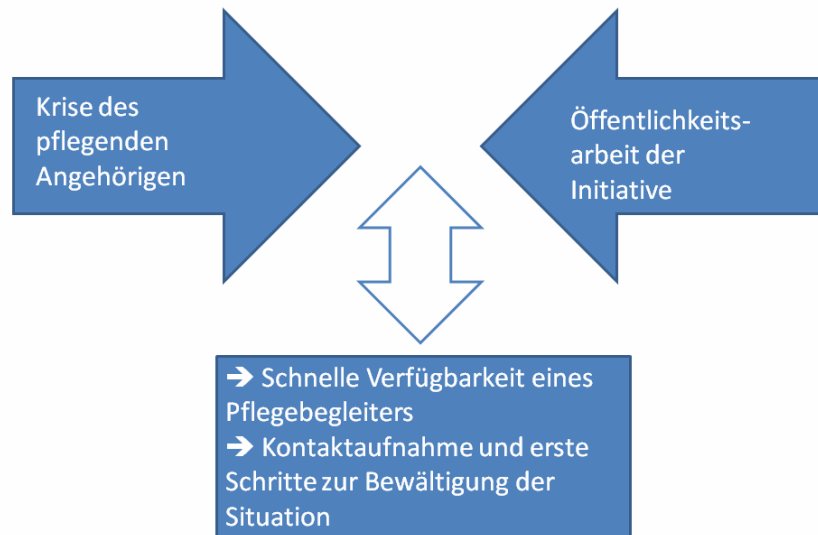 Krise des
pflegenden
Angehörigen
Öffentlichkeits-
arbeit der
Initiative
➔ Schnelle Verfügbarkeit eines
Pflegebegleiters
➔ Kontaktaufnahme und erste
Schritte zur Bewältigung der
Situation